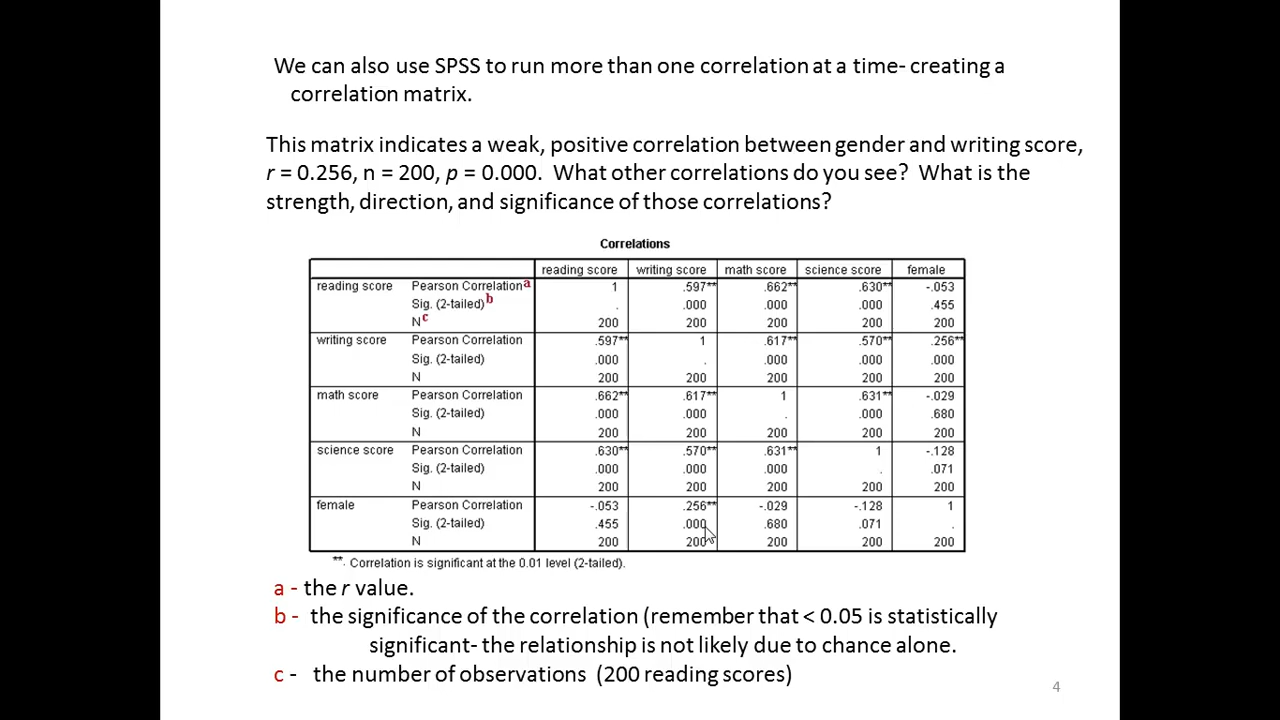 We can also use SPSS to run more than one correlation at a time- creating a
correlation matrix.
This matrix indicates a weak, positive correlation between gender and writing score,
r = 0.256, n = 200, p = 0.000.  What other correlations do you see?  What is the
strength, direction, and significance of those correlations?
Correlations
reading score writing score math score science score female
reading score Pearson Correlation a 1 .597** .662** .630** -.053
Sig. (2-tailed) b . .000 .000 .000 .455
N c 200 200 200 200 200
writing score Pearson Correlation .597** 1 .617** .570** .256**
Sig. (2-tailed) .000 . .000 .000 .000
N 200 200 200 200 200
math score Pearson Correlation .662** .617** 1 .631** -.029
Sig. (2-tailed) .000 .000 . .000 .680
N 200 200 200 200 200
science score Pearson Correlation .630** .570** .631** 1 -.128
Sig. (2-tailed) .000 .000 .000 . .071
N 200 200 200 200 200
female Pearson Correlation -.053 .256** -.029 -.128 1
Sig. (2-tailed) .455 .000 .680 .071 .
N 200 200 200 200 200
**. Correlation is significant at the 0.01 level (2-tailed).
a - the r value.
b - the significance of the correlation (remember that < 0.05 is statistically
significant- the relationship is not likely due to chance alone.
c - the number of observations (200 reading scores)
4